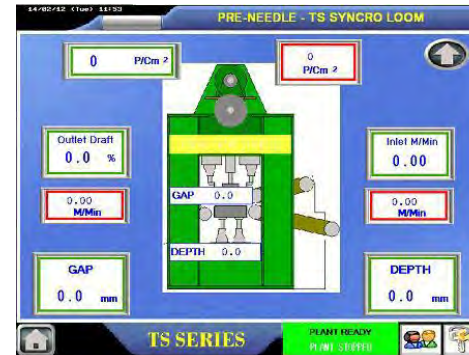 14/02/12 (Tue) 11:53
PRE-NEEDLE - TS SYNCRO LOOM
0 P/Cm 2
0
P/Cm 2
Outlet Draft
0.0 %
Inlet M/Min
0.00
0.00
M/Min
0.00
M/Min
GAP 0.0
DEPTH 0.0
GAP
0.0 mm
DEPTH
0.0 mm
TS SERIES
PLANT READY
PLANT STOPPED